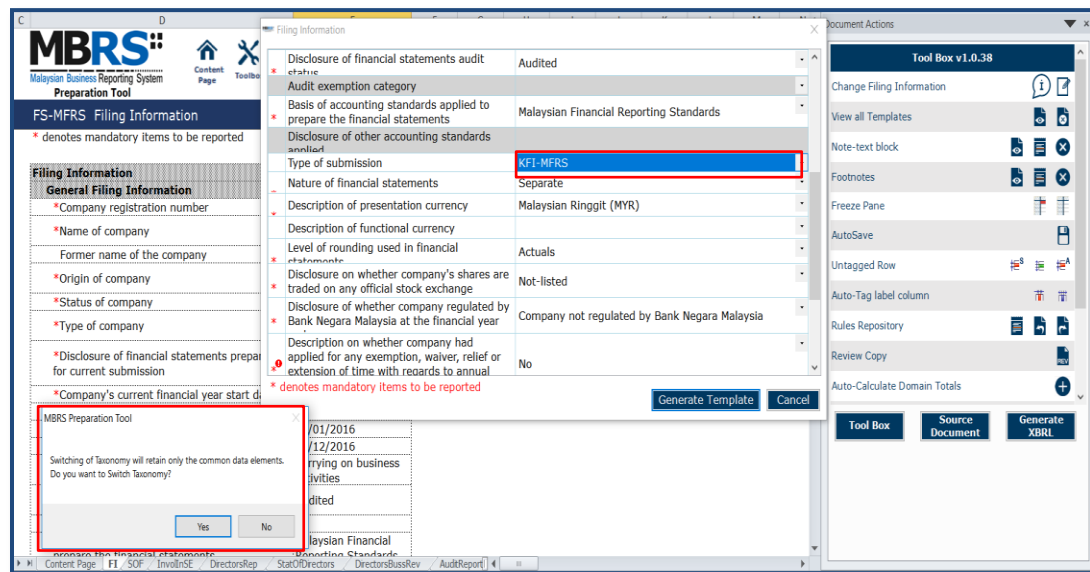 C
D
MBRS
Malaysian Business Reporting System
Preparation Tool
Content
Page
FS-MFRS Filing Information
* denotes mandatory items to be reported
Filing Information
General Filing Information
*Company registration number
*Name of company
Former name of the company
*Origin of company
*Status of company
*Type of company
*Disclosure of financial statements
for current submission
*Company's current financial year start
Filing Information
X
Disclosure of financial statements audit
* status
Audited
Audit exemption category
Basis of accounting standards applied to
* prepare the financial statements
Malaysian Financial Reporting Standards
Disclosure of other accounting standards
applied
Type of submission
KFI-MFRS
Nature of financial statements
Separate
Description of presentation currency
Malaysian Ringgit (MYR)
Description of functional currency
Level of rounding used in financial
* statements
Actuals
Disclosure on whether company's shares are
* traded on any official stock exchange
Not-listed
Disclosure of whether company regulated by
* Bank Negara Malaysia at the financial year
Company not regulated by Bank Negara Malaysia
Description on whether company had
applied for any exemption, waiver, relief or
* extension of time with regards to annual
No
* denotes mandatory items to be reported
Generate Template
Cancel
MBRS Preparation Tool
X
Switching of Taxonomy will retain only the common data elements.
Do you want to Switch Taxonomy?
Yes
No
/01/2016
/12/2016
rrying on business
tivities
dited
laysian Financial
Reporting Standards
prepare the financial statements
Content Page
FI
SOF
InvolInSE
DirectorsRep
StatOfDirectors
DirectorsBussRev
AuditReport
Document Actions
x
Tool Box v1.0.38
Change Filing Information
View all Templates
Note-text block
Footnotes
Freeze Pane
AutoSave
Untagged Row
Auto-Tag label column
Rules Repository
Review Copy
REV
Auto-Calculate Domain Totals
Tool Box
Source
Document
Generate
XBRL